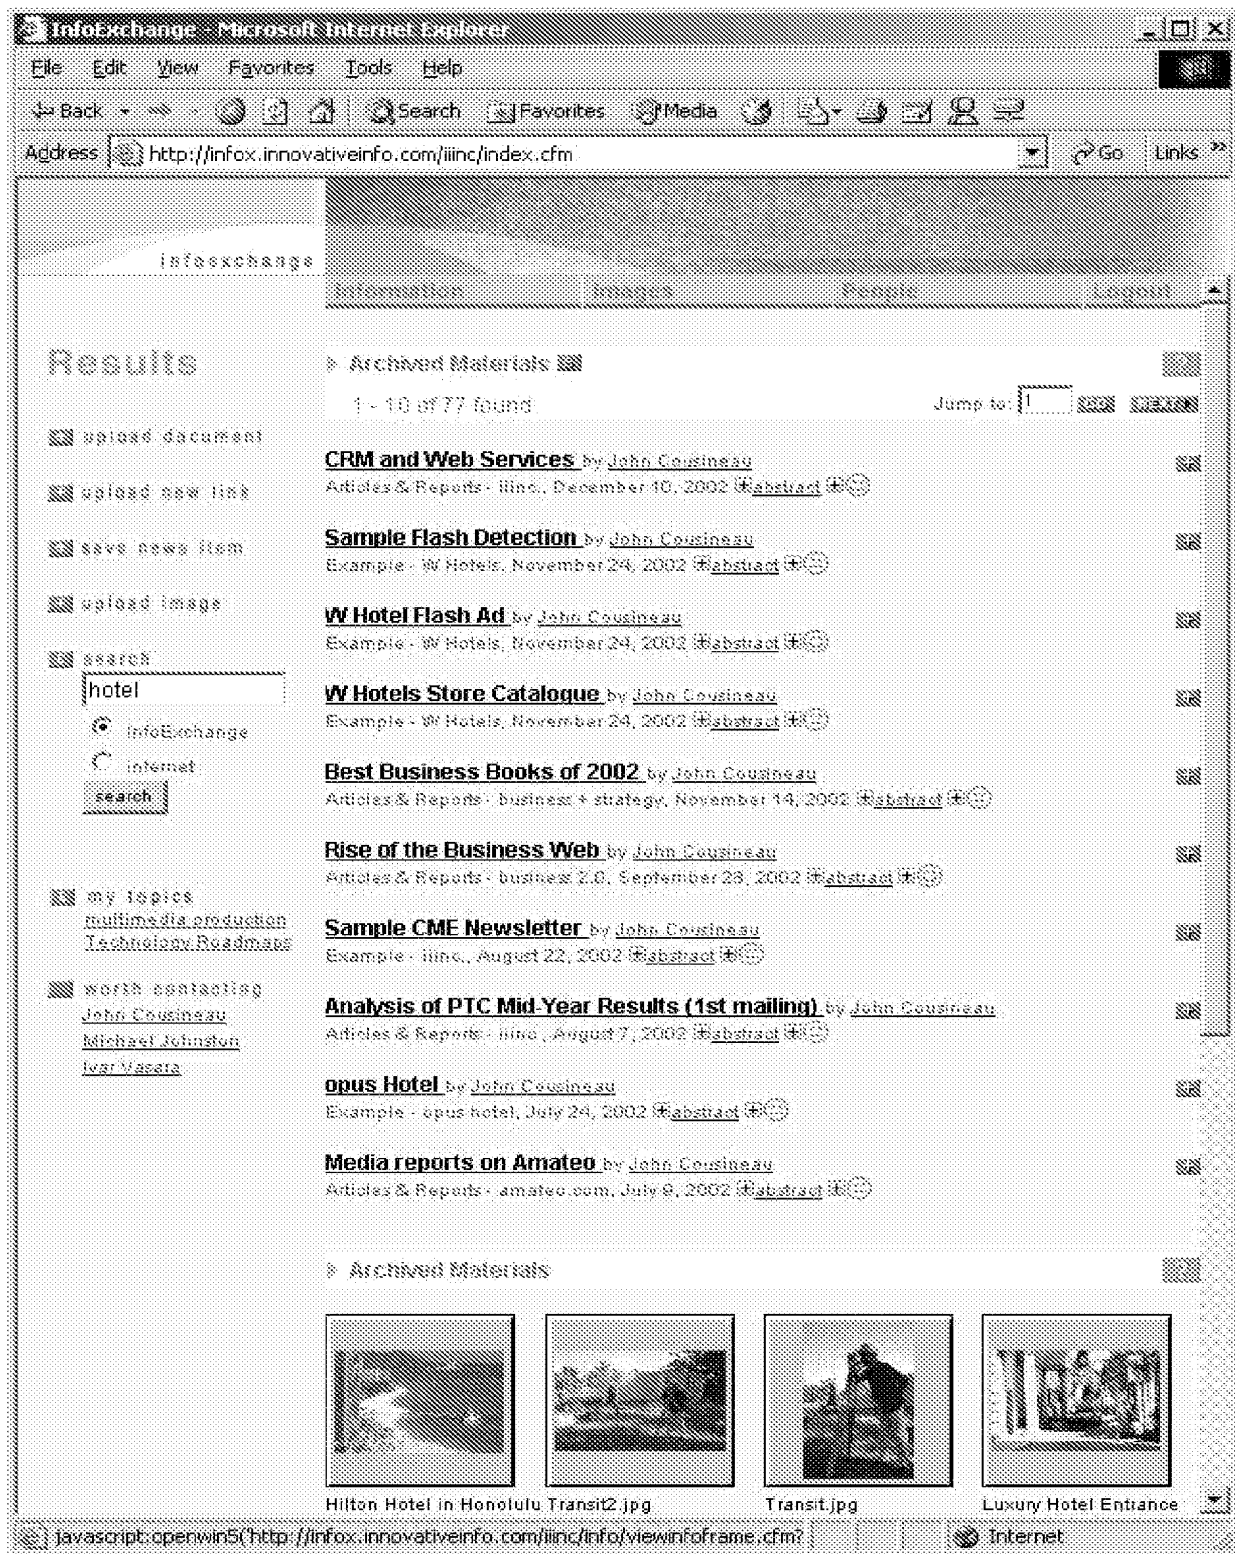 InfoExchange - Microsoft Internet Explorer
File Edit View Favorites Tools Help
Back Search Favorites Media
Address http://infox.innovativeinfo.com/iiinc/index.cfm Go Links »
infoexchange
Information Images People Logout
Results
Archived Materials
1 - 10 of 77 found Jump to: 1
upload document
upload new link
save news item
upload image
search
hotel
InfoExchange
internet
search
my topics
multimedia production
Technology Roadmaps
worth contacting
John Cousineau
Michael Johnston
Ivar Vasara
CRM and Web Services by John Cousineau
Articles & Reports - iiinc., December 10, 2002 abstract
Sample Flash Detection by John Cousineau
Example - W Hotels, November 24, 2002 abstract
W Hotel Flash Ad by John Cousineau
Example - W Hotels, November 24, 2002 abstract
W Hotels Store Catalogue by John Cousineau
Example - W Hotels, November 24, 2002 abstract
Best Business Books of 2002 by John Cousineau
Articles & Reports - business + strategy, November 14, 2002 abstract
Rise of the Business Web by John Cousineau
Articles & Reports - business 2.0, September 23, 2002 abstract
Sample CME Newsletter by John Cousineau
Example - iiinc., August 22, 2002 abstract
Analysis of PTC Mid-Year Results (1st mailing) by John Cousineau
Articles & Reports - iiinc., August 7, 2002 abstract
opus Hotel by John Cousineau
Example - opus hotel, July 24, 2002 abstract
Media reports on Amateo by John Cousineau
Articles & Reports - amateo.com, July 9, 2002 abstract
Archived Materials
Hilton Hotel in Honolulu Transit2.jpg Transit.jpg Luxury Hotel Entrance
javascript:openwin5('http://infox.innovativeinfo.com/iiinc/info/viewinfoframe.cfm? Internet